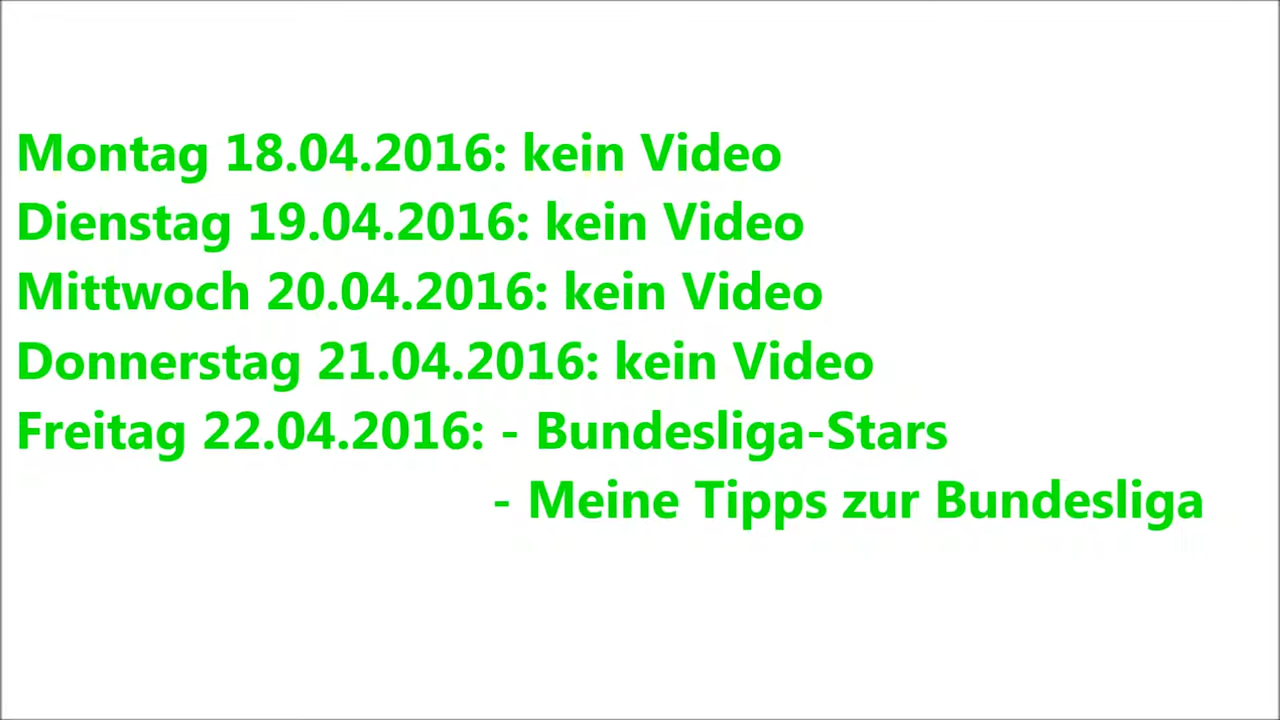 Montag 18.04.2016: kein Video
Dienstag 19.04.2016: kein Video
Mittwoch 20.04.2016: kein Video
Donnerstag 21.04.2016: kein Video
Freitag 22.04.2016: - Bundesliga-Stars
- Meine Tipps zur Bundesliga